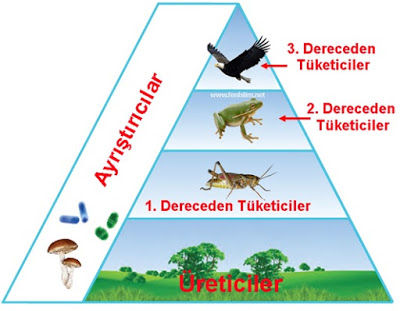 3. Dereceden
Tüketiciler
2. Dereceden
Tüketiciler
1. Dereceden Tüketiciler
Üreticiler
Ayrıştırıcılar